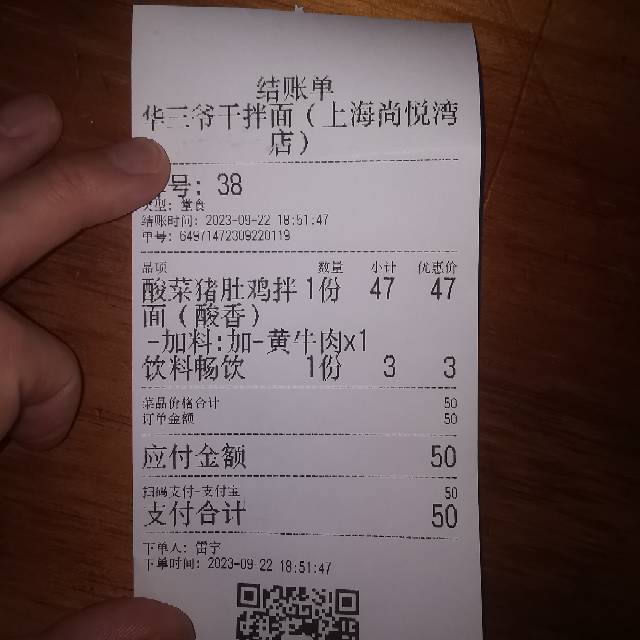 结账单
华三爷干拌面（上海尚悦湾
店）
号: 38
类型: 堂食
结账时间: 2023-09-22 18:51:47
单号: 64971472309220119
品项 数量 小计 优惠价
酸菜猪肚鸡拌 1份 47 47
面（酸香）
-加料:加-黄牛肉x1
饮料畅饮 1份 3 3
菜品价格合计 50
订单金额 50
应付金额 50
扫码支付-支付宝 50
支付合计 50
下单人: 雷宇
下单时间: 2023-09-22 18:51:47